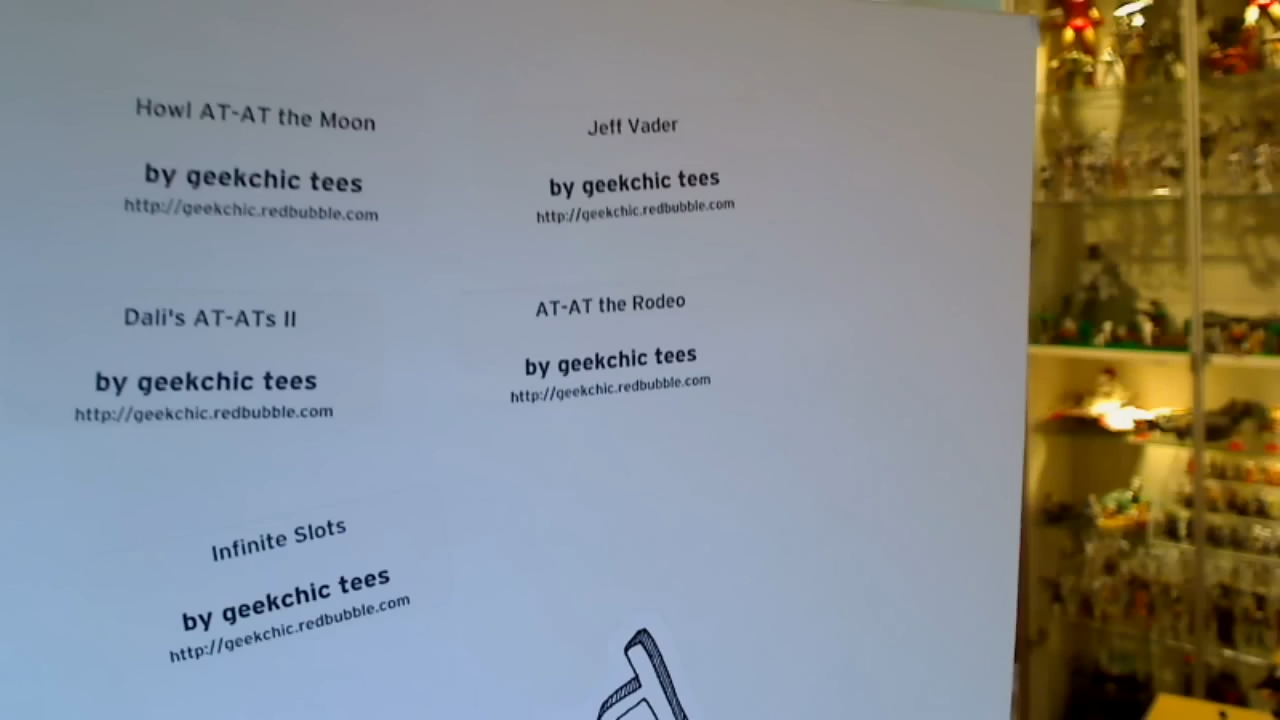 Howl AT-AT the Moon
by geekchic tees
http://geekchic.redbubble.com
Jeff Vader
by geekchic tees
http://geekchic.redbubble.com
Dali's AT-ATs II
by geekchic tees
http://geekchic.redbubble.com
AT-AT the Rodeo
by geekchic tees
http://geekchic.redbubble.com
Infinite Slots
by geekchic tees
http://geekchic.redbubble.com